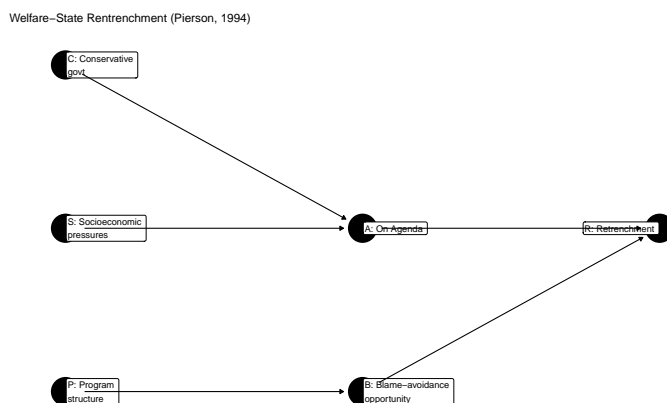 Welfare−State Rentrenchment (Pierson, 1994)
C: Conservative
govt
S: Socioeconomic
pressures
A: On Agenda
R: Retrenchment
P: Program
structure
B: Blame−avoidance
opportunity